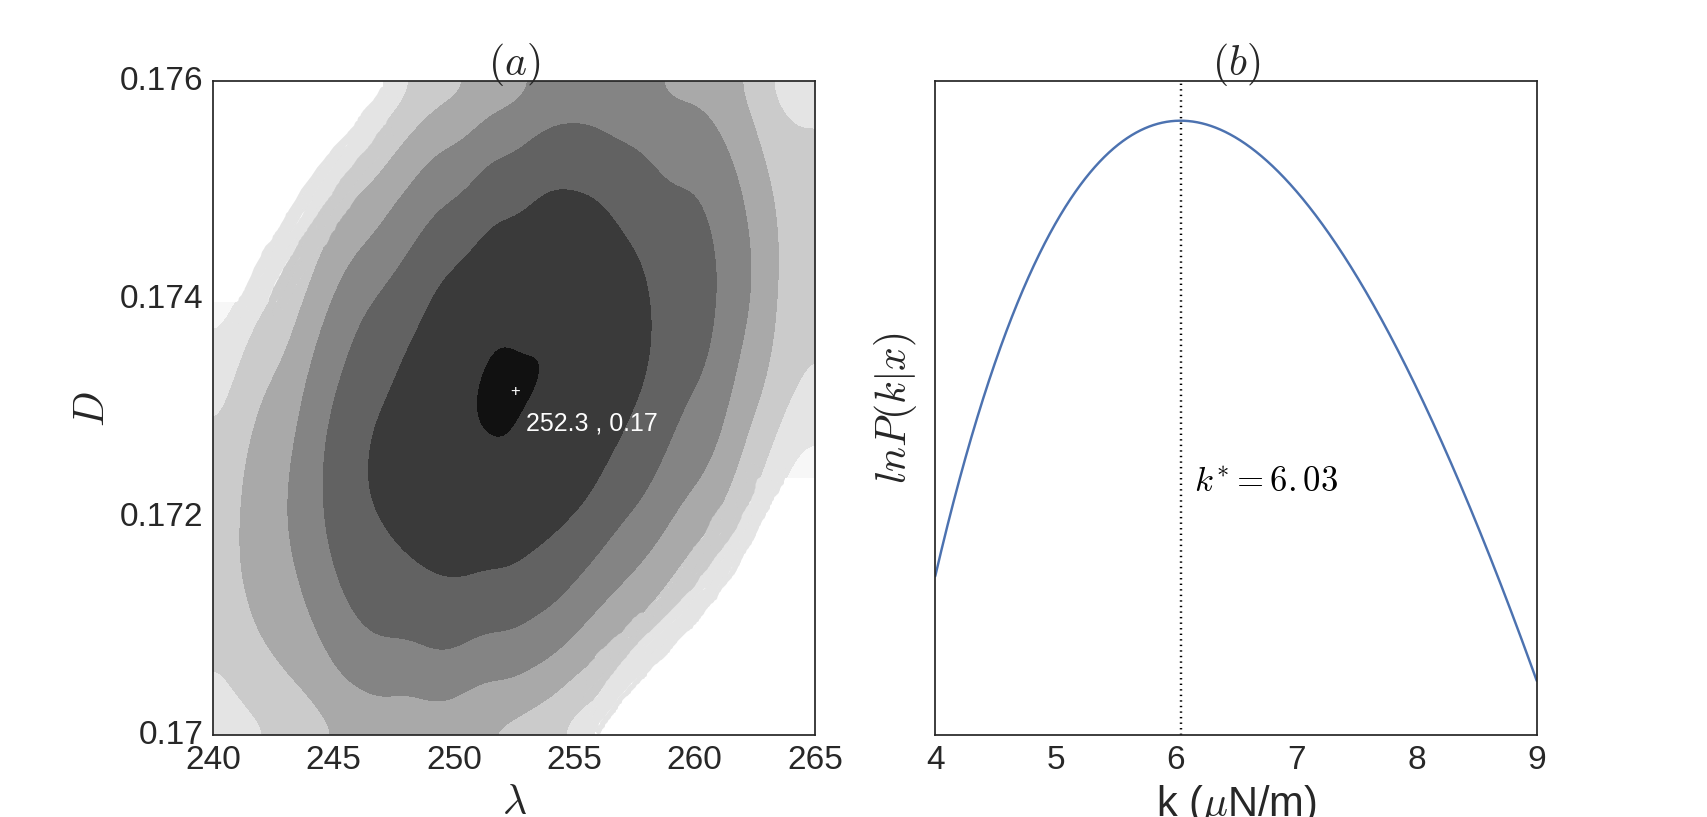 (a)
0.176
0.174
0.172
0.17
D
+
252.3 , 0.17
240 245 250 255 260 265
λ
(b)
lnP(k|x)
k* = 6.03
4 5 6 7 8 9
k (μN/m)